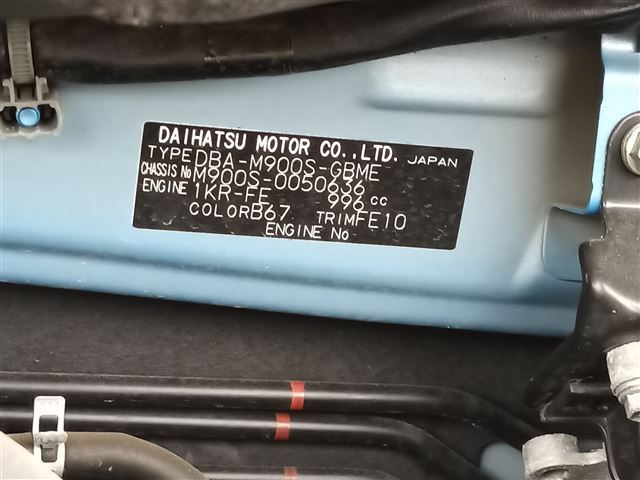 DAIHATSU MOTOR CO.,LTD. JAPAN
TYPE DBA-M900S-GBME
CHASSIS No M900S-0050636
ENGINE 1KR-FE 996 cc
COLOR B67 TRIM FE10
ENGINE No